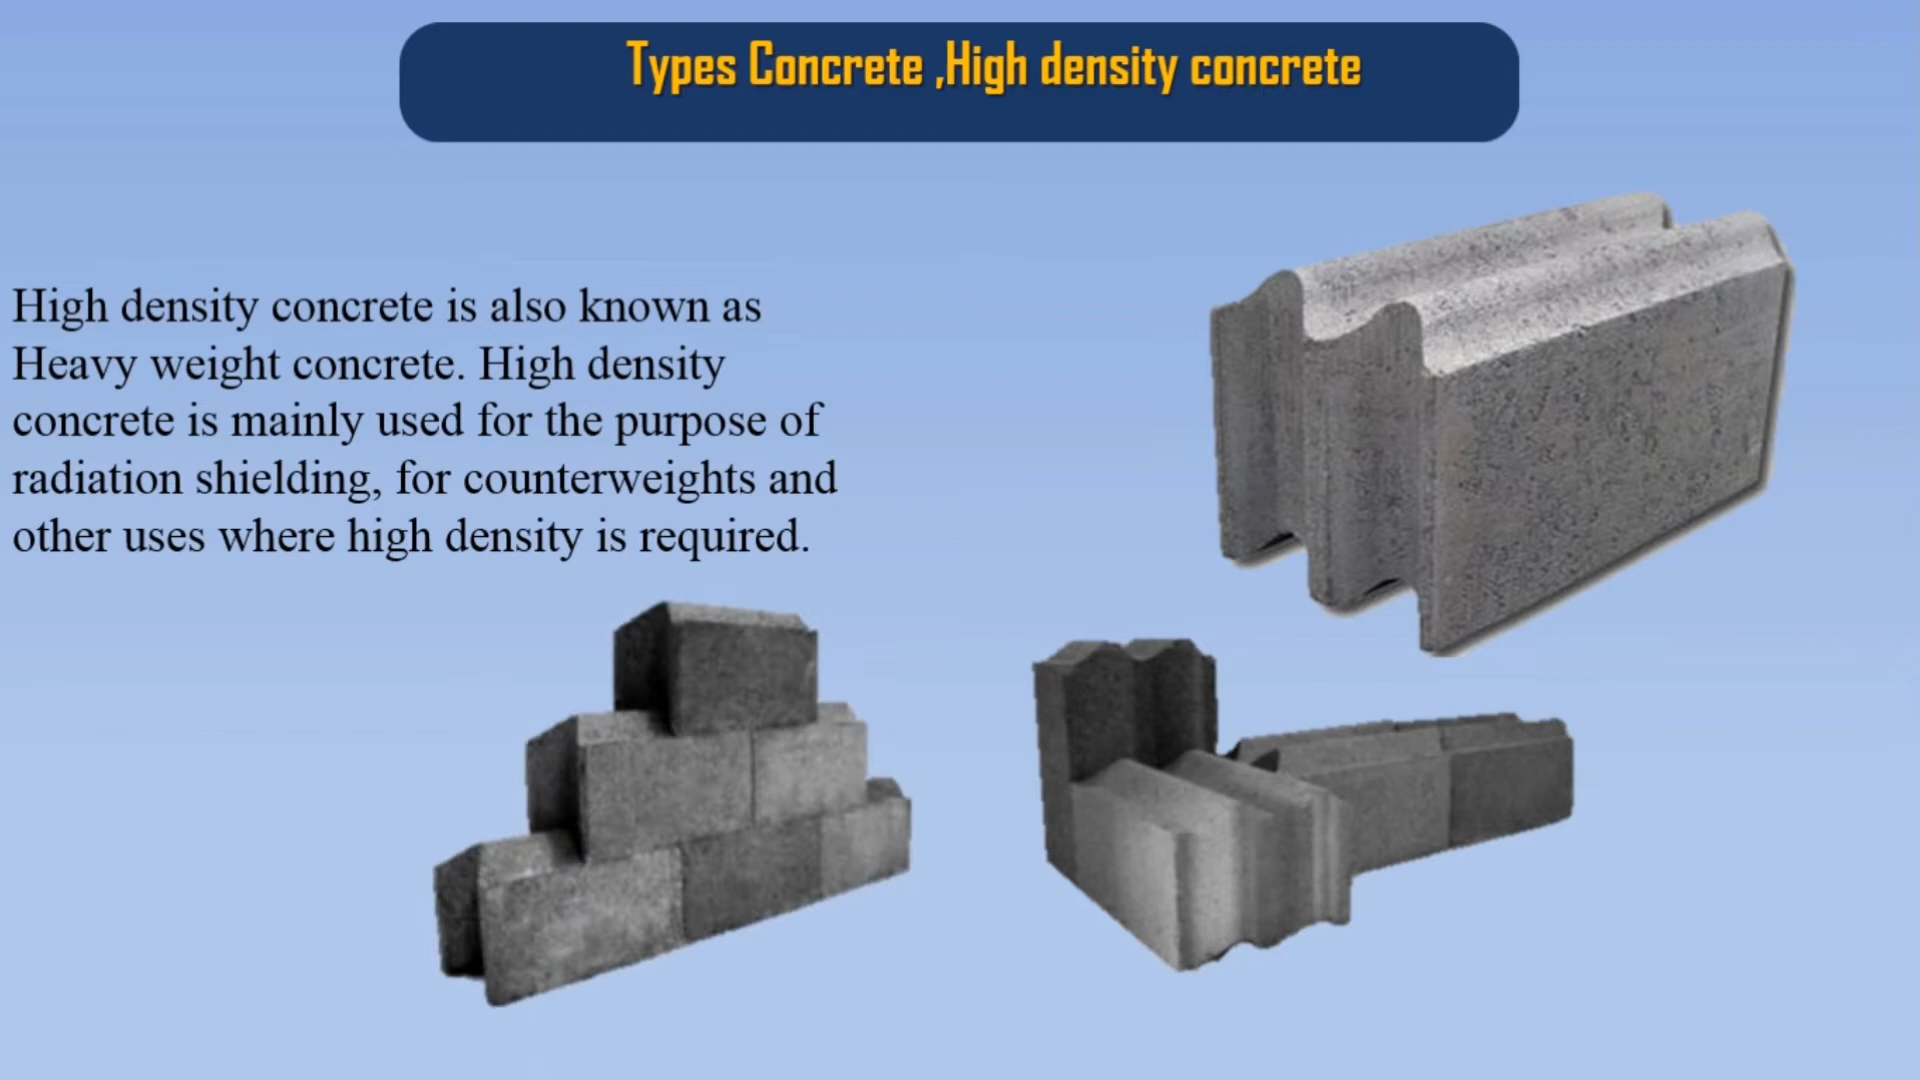 Types Concrete ,High density concrete
High density concrete is also known as
Heavy weight concrete. High density
concrete is mainly used for the purpose of
radiation shielding, for counterweights and
other uses where high density is required.